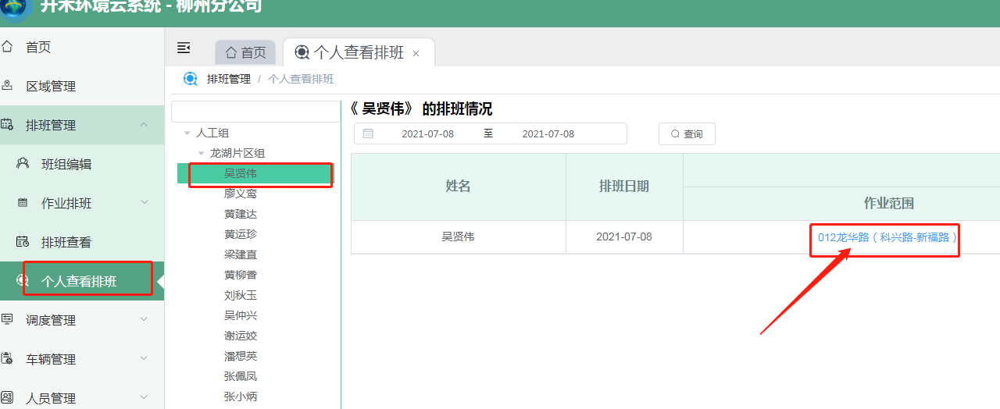 升禾环境云系统 - 柳州分公司
首页
区域管理
排班管理
班组编辑
作业排班
排班查看
个人查看排班
调度管理
车辆管理
人员管理
首页
个人查看排班 ×
排班管理 / 个人查看排班
人工组
龙湖片区组
吴贤伟
廖义鸾
黄建达
黄运珍
梁建直
黄柳香
刘秋玉
吴仲兴
谢运姣
潘想英
张佩凤
张小炳
《 吴贤伟》 的排班情况
2021-07-08 至 2021-07-08 查询
姓名 排班日期 作业范围
吴贤伟 2021-07-08 012龙华路（科兴路-新福路）